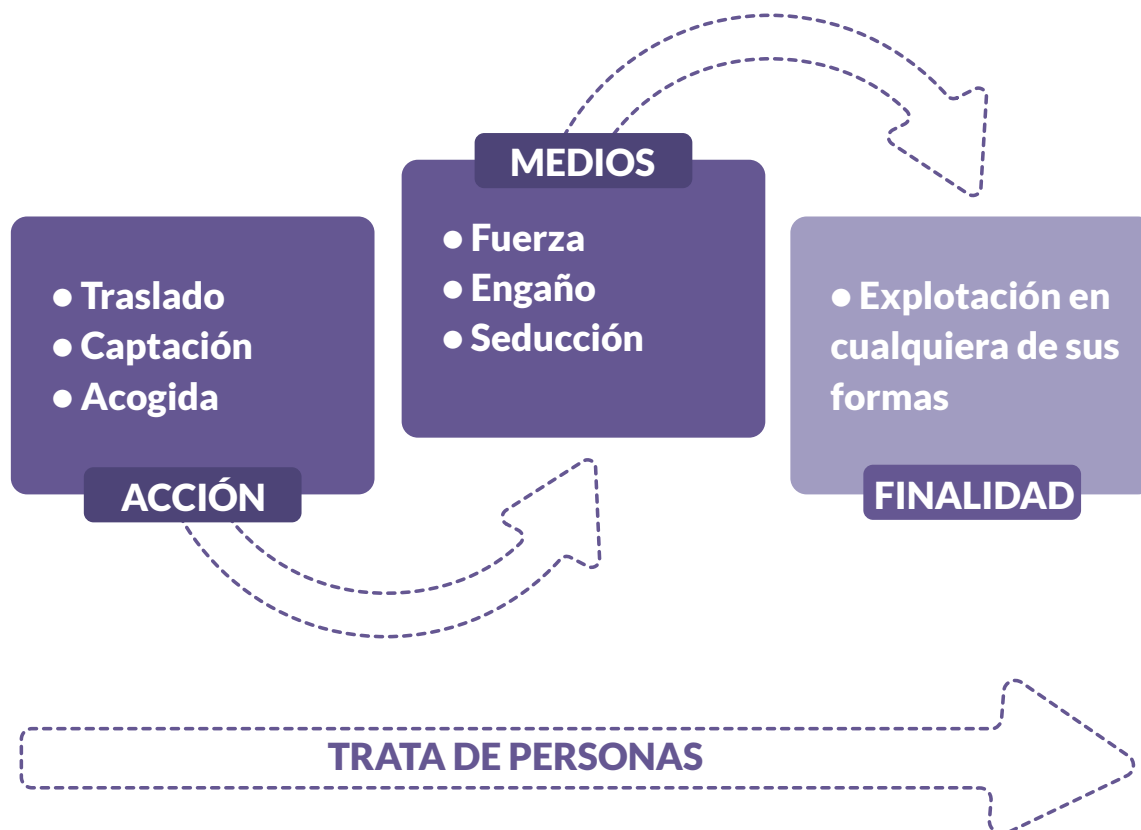 ● Traslado
● Captación
● Acogida
ACCIÓN
MEDIOS
● Fuerza
● Engaño
● Seducción
● Explotación en
cualquiera de sus
formas
FINALIDAD
TRATA DE PERSONAS